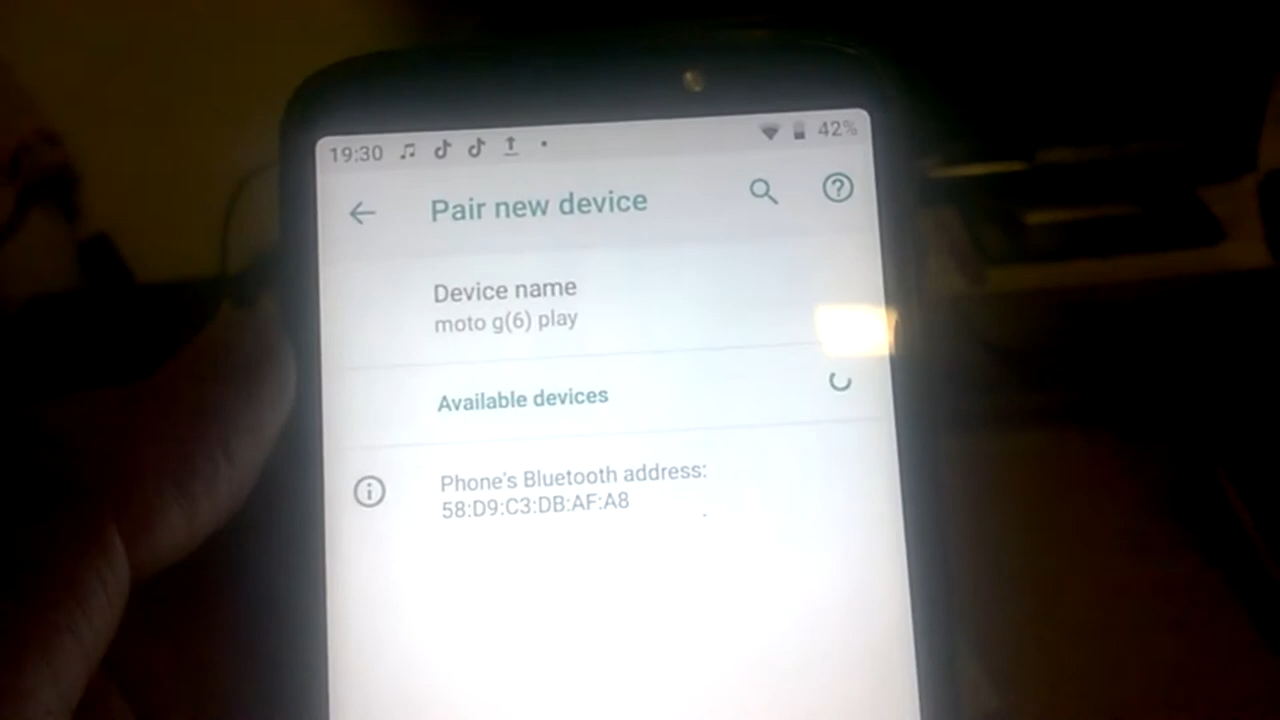 19:30 42%
Pair new device
Device name
moto g(6) play
Available devices
Phone's Bluetooth address:
58:D9:C3:DB:AF:A8